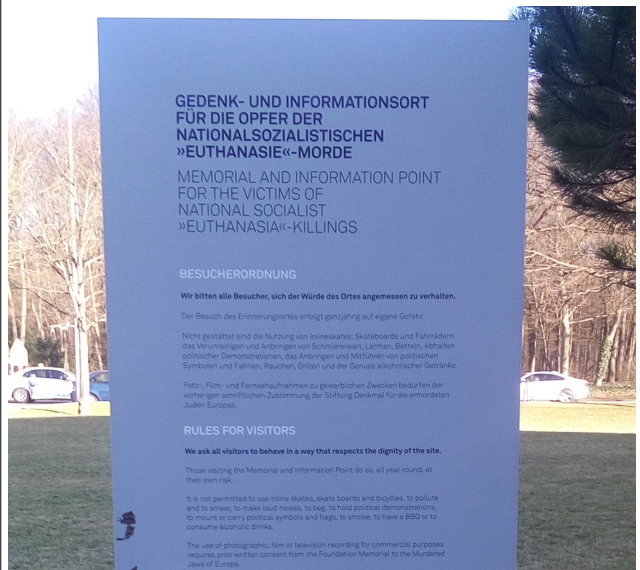 GEDENK- UND INFORMATIONSORT
FÜR DIE OPFER DER
NATIONALSOZIALISTISCHEN
»EUTHANASIE«-MORDE
MEMORIAL AND INFORMATION POINT
FOR THE VICTIMS OF
NATIONAL SOCIALIST
»EUTHANASIA«-KILLINGS
BESUCHERORDNUNG
Wir bitten alle Besucher, sich der Würde des Ortes angemessen zu verhalten.
Der Besuch des Erinnerungsortes erfolgt ganzjährig auf eigene Gefahr.
Nicht gestattet sind die Nutzung von Inlineskates, Skateboards und Fahrrädern,
das Verunreinigen und Anbringen von Schmierereien, Lärmen, Betteln, Abhalten
politischer Demonstrationen, das Anbringen und Mitführen von politischen
Symbolen und Fahnen, Rauchen, Grillen und der Genuss alkoholischer Getränke.
Foto-, Film- und Fernsehaufnahmen zu gewerblichen Zwecken bedürfen der
vorherigen schriftlichen Zustimmung der Stiftung Denkmal für die ermordeten
Juden Europas.
RULES FOR VISITORS
We ask all visitors to behave in a way that respects the dignity of the site.
Those visiting the Memorial and Information Point do so, all year round, at
their own risk.
It is not permitted to use inline skates, skate boards and bicycles, to pollute
and to smear, to make loud noises, to beg, to hold political demonstrations,
to mount or carry political symbols and flags, to smoke, to have a BBQ or to
consume alcoholic drinks.
The use of photographic, film or television recording for commercial purposes
requires prior written consent from the Foundation Memorial to the Murdered
Jews of Europe.